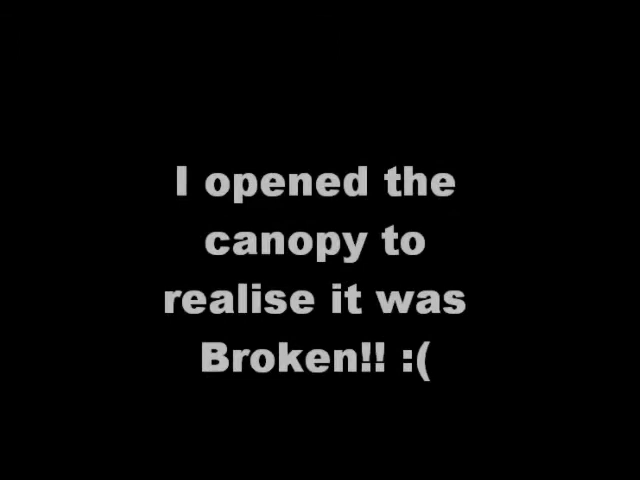 I opened the
canopy to
realise it was
Broken!! :(